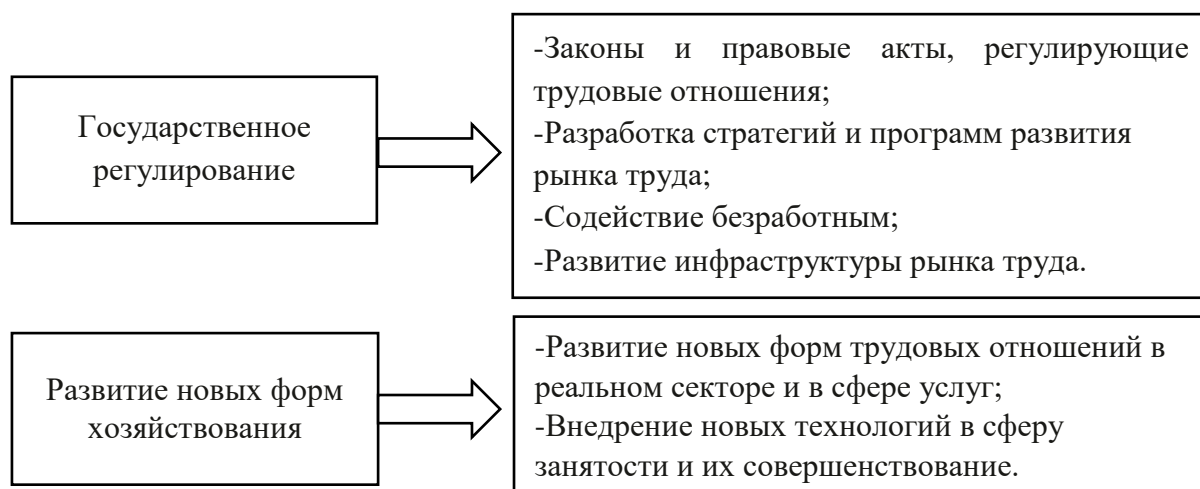 Государственное
регулирование
-Законы и правовые акты, регулирующие
трудовые отношения;
-Разработка стратегий и программ развития
рынка труда;
-Содействие безработным;
-Развитие инфраструктуры рынка труда.
Развитие новых форм
хозяйствования
-Развитие новых форм трудовых отношений в
реальном секторе и в сфере услуг;
-Внедрение новых технологий в сферу
занятости и их совершенствование.